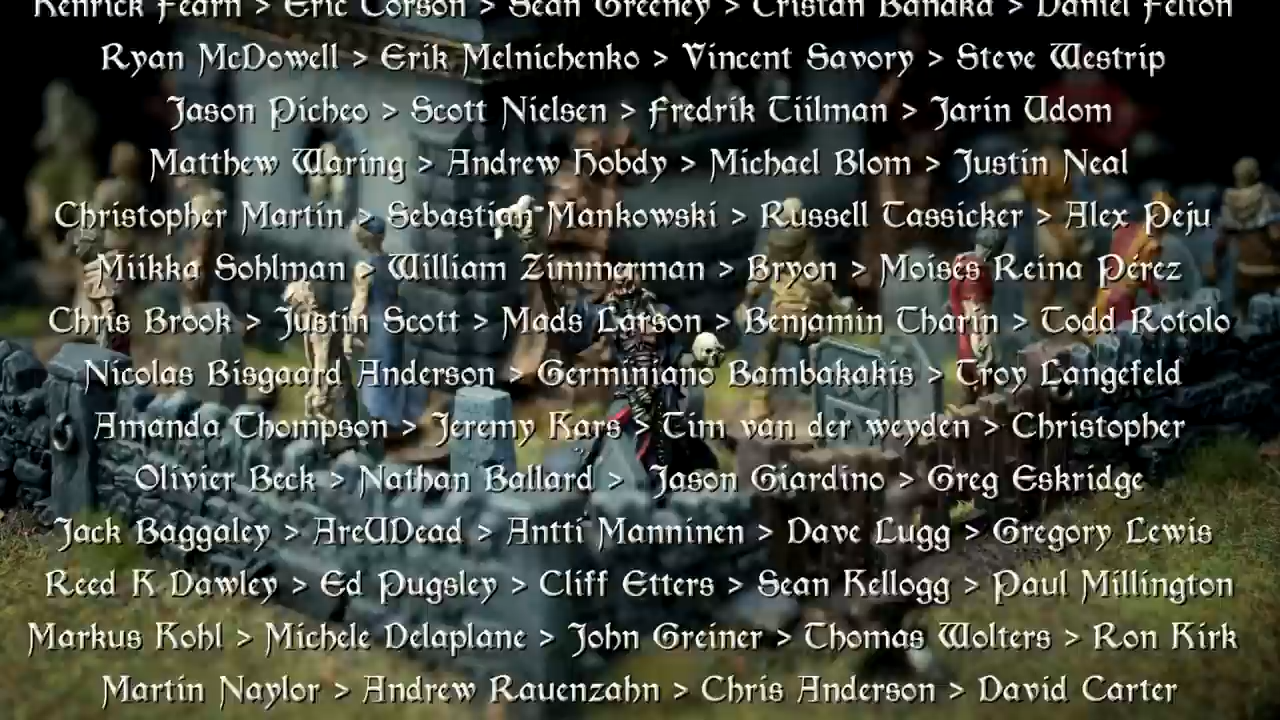 Kenrick Fearn > Eric Corson > Sean Greeney > Cristan Banaka > Daniel Felton
Ryan McDowell > Erik Melnichenko > Vincent Savory > Steve Westrip
Jason Picheo > Scott Nielsen > Fredrik Tiilman > Jarin Udom
Matthew Waring > Andrew Hobdy > Michael Blom > Justin Neal
Christopher Martin > Sebastian Mankowski > Russell Tassicker > Alex Peju
Miikka Sohlman > William Zimmerman > Bryon > Moisés Reina Pérez
Chris Brook > Justin Scott > Mads Larson > Benjamin Tharin > Todd Rotolo
Nicolas Bisgaard Anderson > Germiniano Bambakakis > Troy Langefeld
Amanda Thompson > Jeremy Kars > Tim van der weyden > Christopher
Olivier Beck > Nathan Ballard > Jason Giardino > Greg Eskridge
Jack Baggaley > AreUDead > Antti Manninen > Dave Lugg > Gregory Lewis
Reed K Dawley > Ed Pugsley > Cliff Etters > Sean Kellogg > Paul Millington
Markus Kohl > Michele Delaplane > John Greiner > Thomas Wolters > Ron Kirk
Martin Naylor > Andrew Rauenzahn > Chris Anderson > David Carter